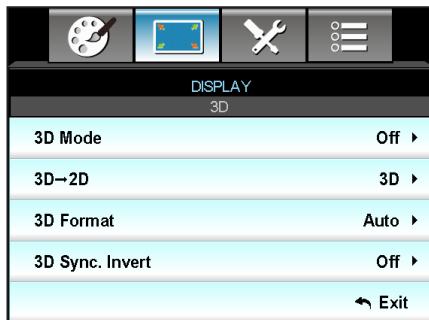 DISPLAY
3D
3D Mode Off
3D→2D 3D
3D Format Auto
3D Sync. Invert Off
Exit